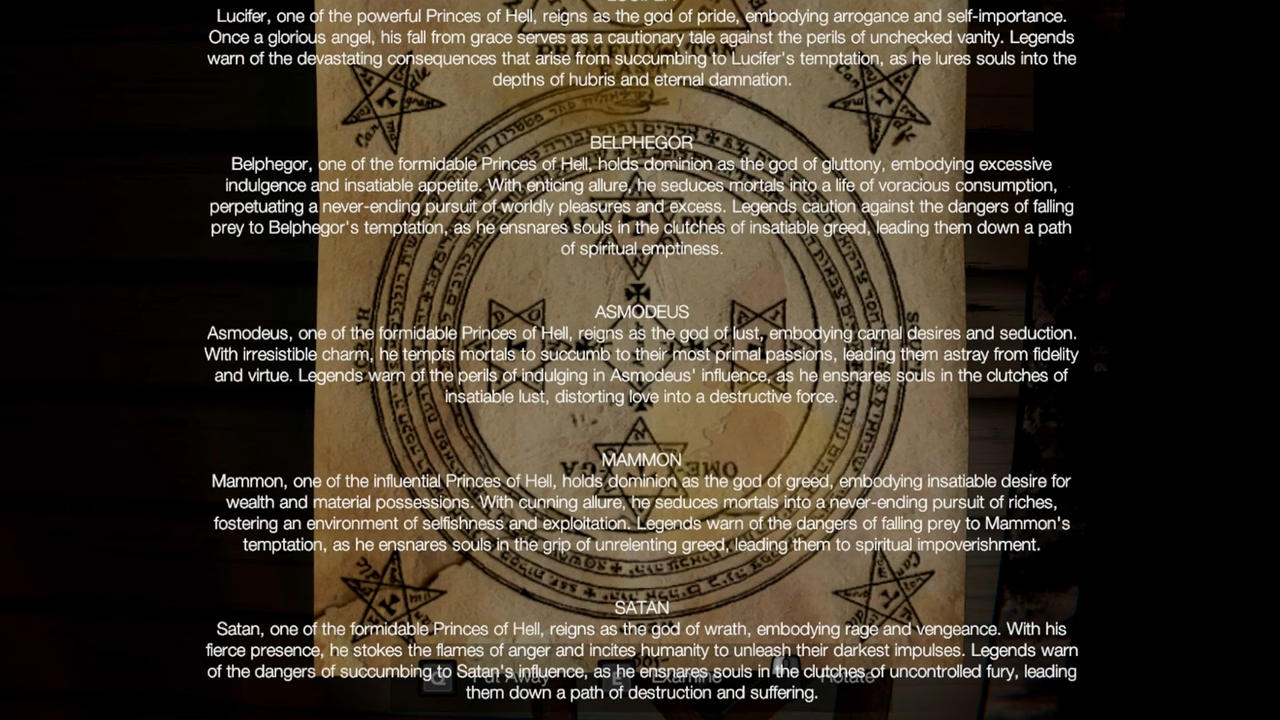 Lucifer, one of the powerful Princes of Hell, reigns as the god of pride, embodying arrogance and self-importance.
Once a glorious angel, his fall from grace serves as a cautionary tale against the perils of unchecked vanity. Legends
warn of the devastating consequences that arise from succumbing to Lucifer's temptation, as he lures souls into the
depths of hubris and eternal damnation.
BELPHEGOR
Belphegor, one of the formidable Princes of Hell, holds dominion as the god of gluttony, embodying excessive
indulgence and insatiable appetite. With enticing allure, he seduces mortals into a life of voracious consumption,
perpetuating a never-ending pursuit of worldly pleasures and excess. Legends caution against the dangers of falling
prey to Belphegor's temptation, as he ensnares souls in the clutches of insatiable greed, leading them down a path
of spiritual emptiness.
ASMODEUS
Asmodeus, one of the formidable Princes of Hell, reigns as the god of lust, embodying carnal desires and seduction.
With irresistible charm, he tempts mortals to succumb to their most primal passions, leading them astray from fidelity
and virtue. Legends warn of the perils of indulging in Asmodeus' influence, as he ensnares souls in the clutches of
insatiable lust, distorting love into a destructive force.
MAMMON
Mammon, one of the influential Princes of Hell, holds dominion as the god of greed, embodying insatiable desire for
wealth and material possessions. With cunning allure, he seduces mortals into a never-ending pursuit of riches,
fostering an environment of selfishness and exploitation. Legends warn of the dangers of falling prey to Mammon's
temptation, as he ensnares souls in the grip of unrelenting greed, leading them to spiritual impoverishment.
SATAN
Satan, one of the formidable Princes of Hell, reigns as the god of wrath, embodying rage and vengeance. With his
fierce presence, he stokes the flames of anger and incites humanity to unleash their darkest impulses. Legends warn
of the dangers of succumbing to Satan's influence, as he ensnares souls in the clutches of uncontrolled fury, leading
them down a path of destruction and suffering.
Q Put Away E Examine Rotate